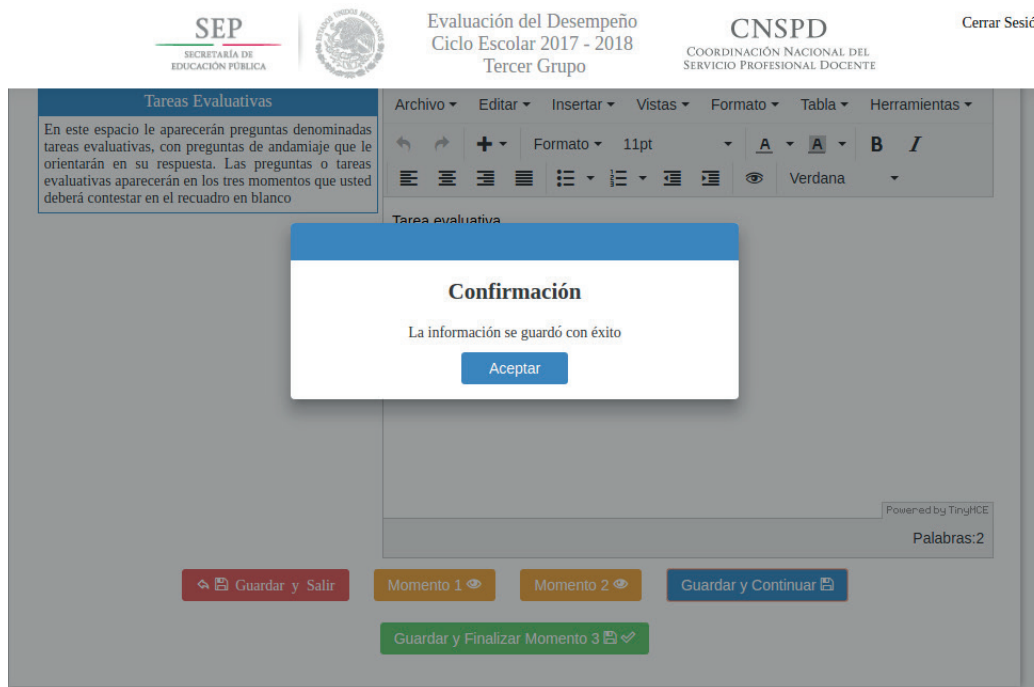 SEP
SECRETARÍA DE
EDUCACIÓN PÚBLICA
ESTADOS UNIDOS MEXICANOS
Evaluación del Desempeño
Ciclo Escolar 2017 - 2018
Tercer Grupo
CNSPD
COORDINACIÓN NACIONAL DEL
SERVICIO PROFESIONAL DOCENTE
Cerrar Sesió
Tareas Evaluativas
En este espacio le aparecerán preguntas denominadas
tareas evaluativas, con preguntas de andamiaje que le
orientarán en su respuesta. Las preguntas o tareas
evaluativas aparecerán en los tres momentos que usted
deberá contestar en el recuadro en blanco
Archivo Editar Insertar Vistas Formato Tabla Herramientas
Formato 11pt A A B I
Verdana
Tarea evaluativa
Confirmación
La información se guardó con éxito
Aceptar
Powered by TinyMCE
Palabras:2
Guardar y Salir Momento 1 Momento 2 Guardar y Continuar
Guardar y Finalizar Momento 3